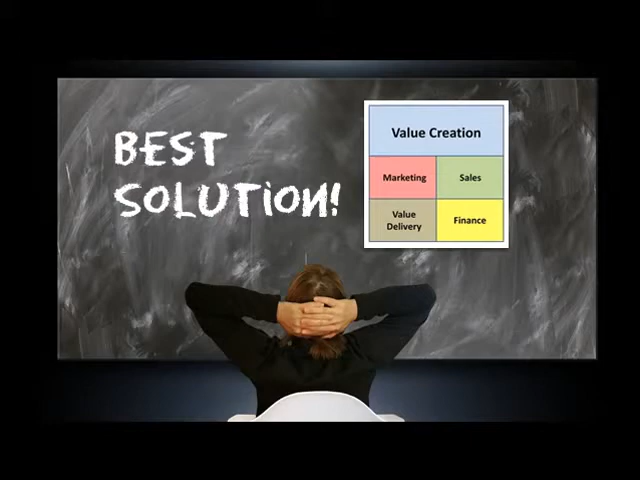 BEST
SOLUTION!
Value Creation
Marketing Sales
Value
Delivery
Finance